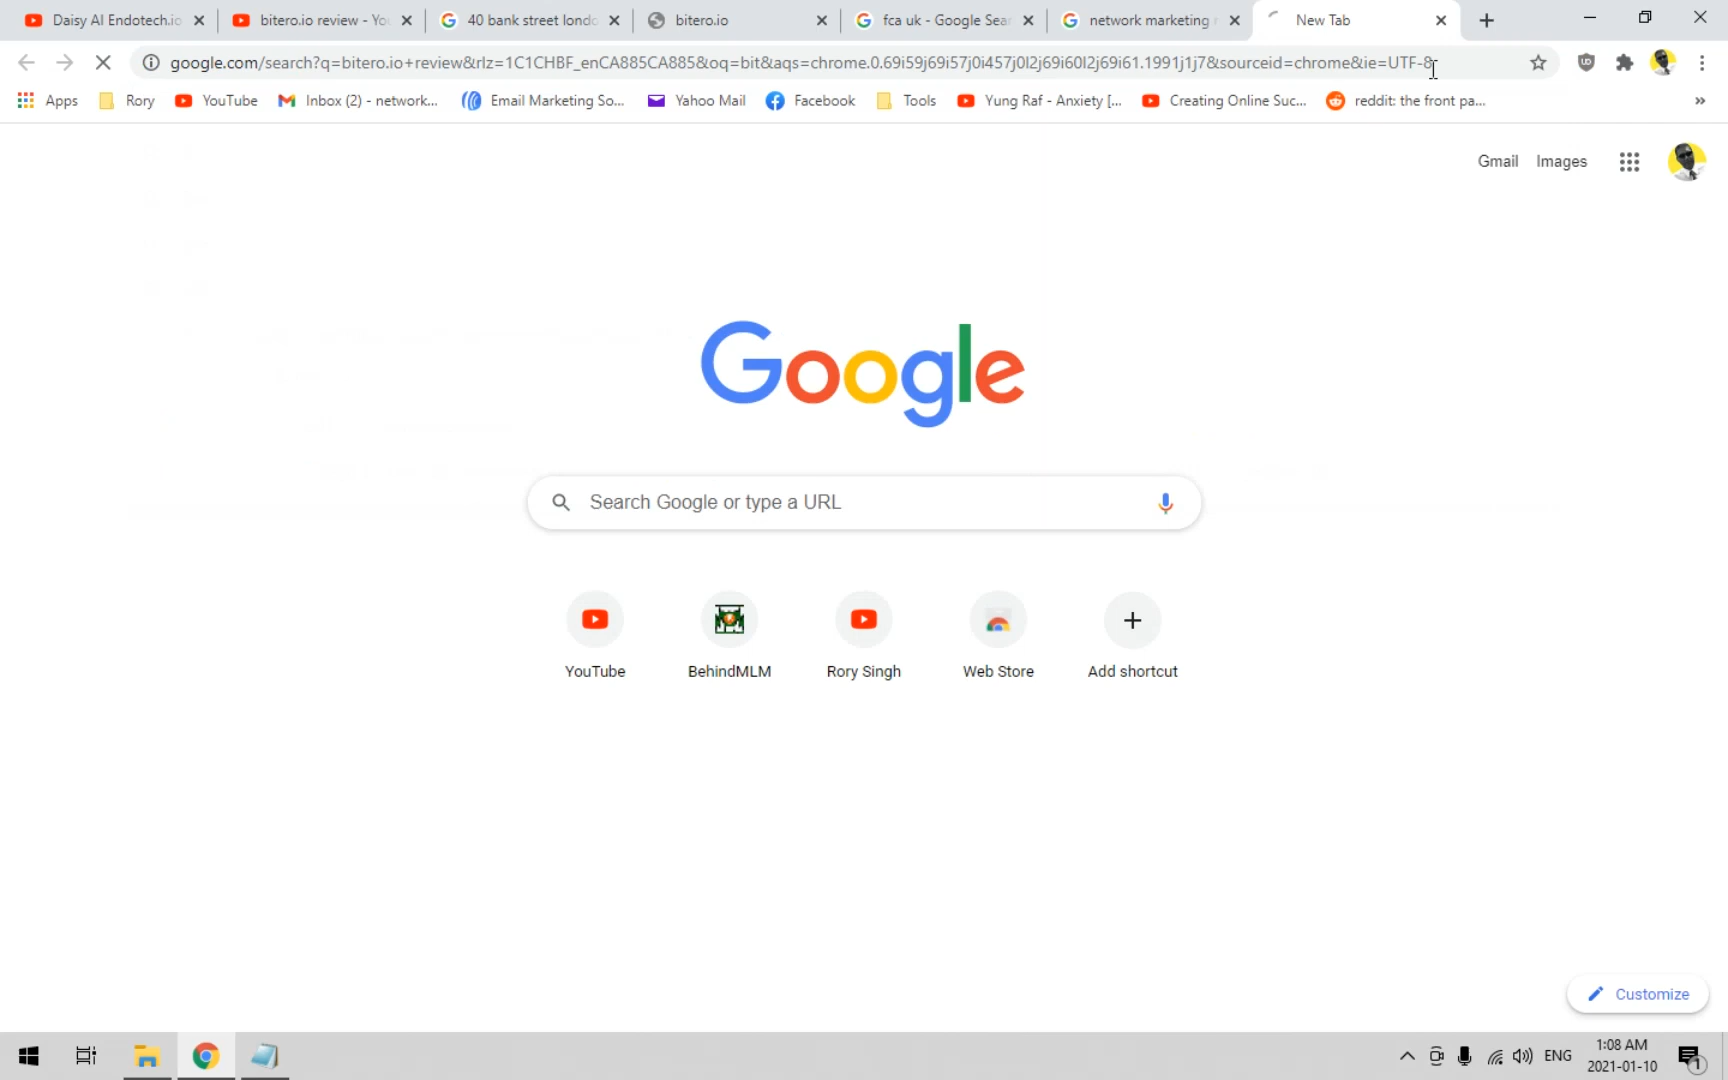 Daisy AI Endotech.io
bitero.io review - You
40 bank street londo
bitero.io
fca uk - Google Sear
network marketing r
New Tab
google.com/search?q=bitero.io+review&rlz=1C1CHBF_enCA885CA885&oq=bit&aqs=chrome.0.69i59j69i57j0i457j0l2j69i60l2j69i61.1991j1j7&sourceid=chrome&ie=UTF-8
Apps
Rory
YouTube
Inbox (2) - network...
Email Marketing So...
Yahoo Mail
Facebook
Tools
Yung Raf - Anxiety [...
Creating Online Suc...
reddit: the front pa...
»
Gmail
Images
Google
Search Google or type a URL
YouTube
BehindMLM
Rory Singh
Web Store
Add shortcut
Customize
ENG
1:08 AM
2021-01-10
1